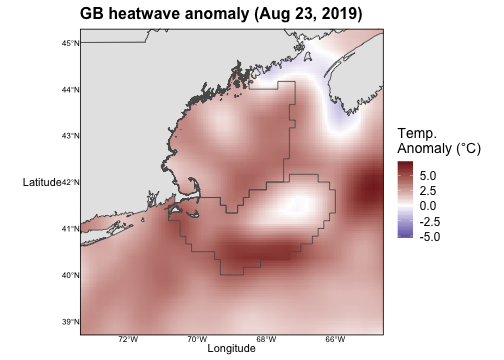 GB heatwave anomaly (Aug 23, 2019)
45°N
44°N
43°N
Latitude
42°N
41°N
40°N
39°N
72°W 70°W 68°W 66°W
Longitude
Temp.
Anomaly (°C)
5.0
2.5
0.0
-2.5
-5.0